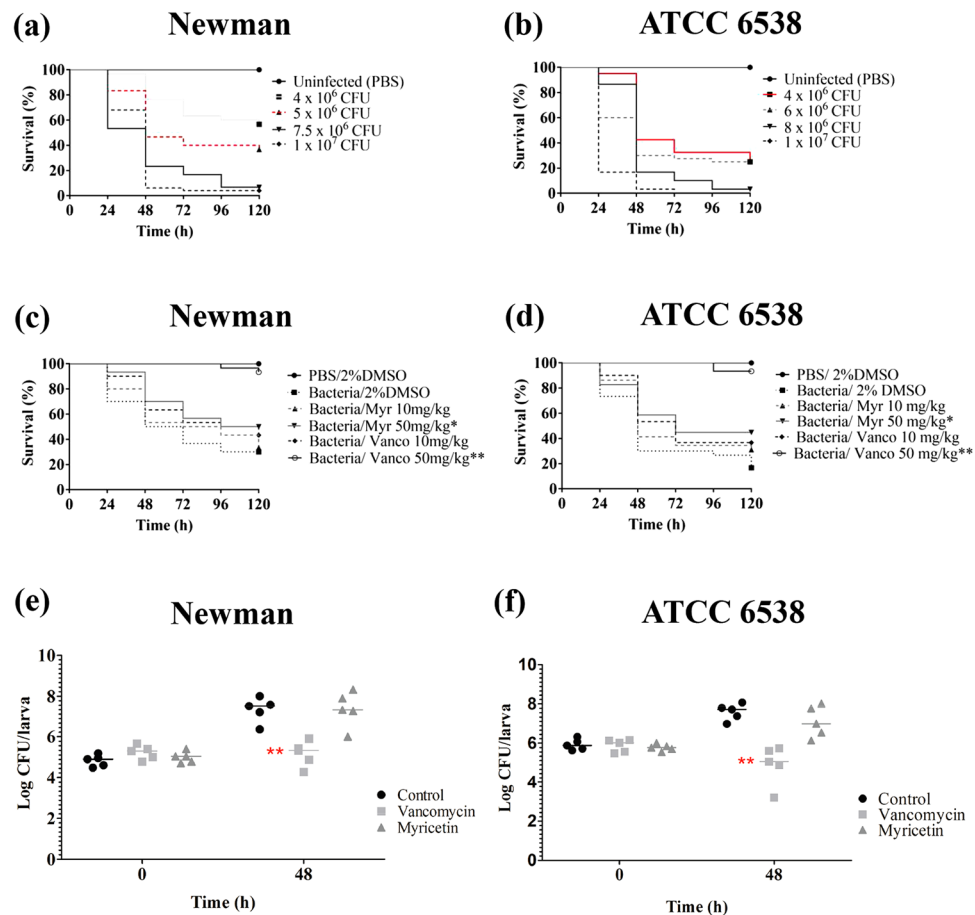 (a)
Newman
Survival (%)
100
80
60
40
20
0
0 24 48 72 96 120
Time (h)
Uninfected (PBS)
4 x 10⁶ CFU
5 x 10⁶ CFU
7.5 x 10⁶ CFU
1 x 10⁷ CFU
(b)
ATCC 6538
Survival (%)
100
80
60
40
20
0
0 24 48 72 96 120
Time (h)
Uninfected (PBS)
4 x 10⁶ CFU
6 x 10⁶ CFU
8 x 10⁶ CFU
1 x 10⁷ CFU
(c)
Newman
Survival (%)
100
80
60
40
20
0
0 24 48 72 96 120
Time (h)
PBS/2%DMSO
Bacteria/2%DMSO
Bacteria/Myr 10mg/kg
Bacteria/Myr 50mg/kg*
Bacteria/ Vanco 10mg/kg
Bacteria/ Vanco 50mg/kg**
(d)
ATCC 6538
Survival (%)
100
80
60
40
20
0
0 24 48 72 96 120
Time (h)
PBS/ 2%DMSO
Bacteria/ 2% DMSO
Bacteria/ Myr 10 mg/kg
Bacteria/ Myr 50 mg/kg*
Bacteria/ Vanco 10 mg/kg
Bacteria/ Vanco 50 mg/kg**
(e)
Newman
Log CFU/larva
10
8
6
4
2
0
**
0 48
Time (h)
Control
Vancomycin
Myricetin
(f)
ATCC 6538
Log CFU/larva
10
8
6
4
2
0
**
0 48
Time (h)
Control
Vancomycin
Myricetin